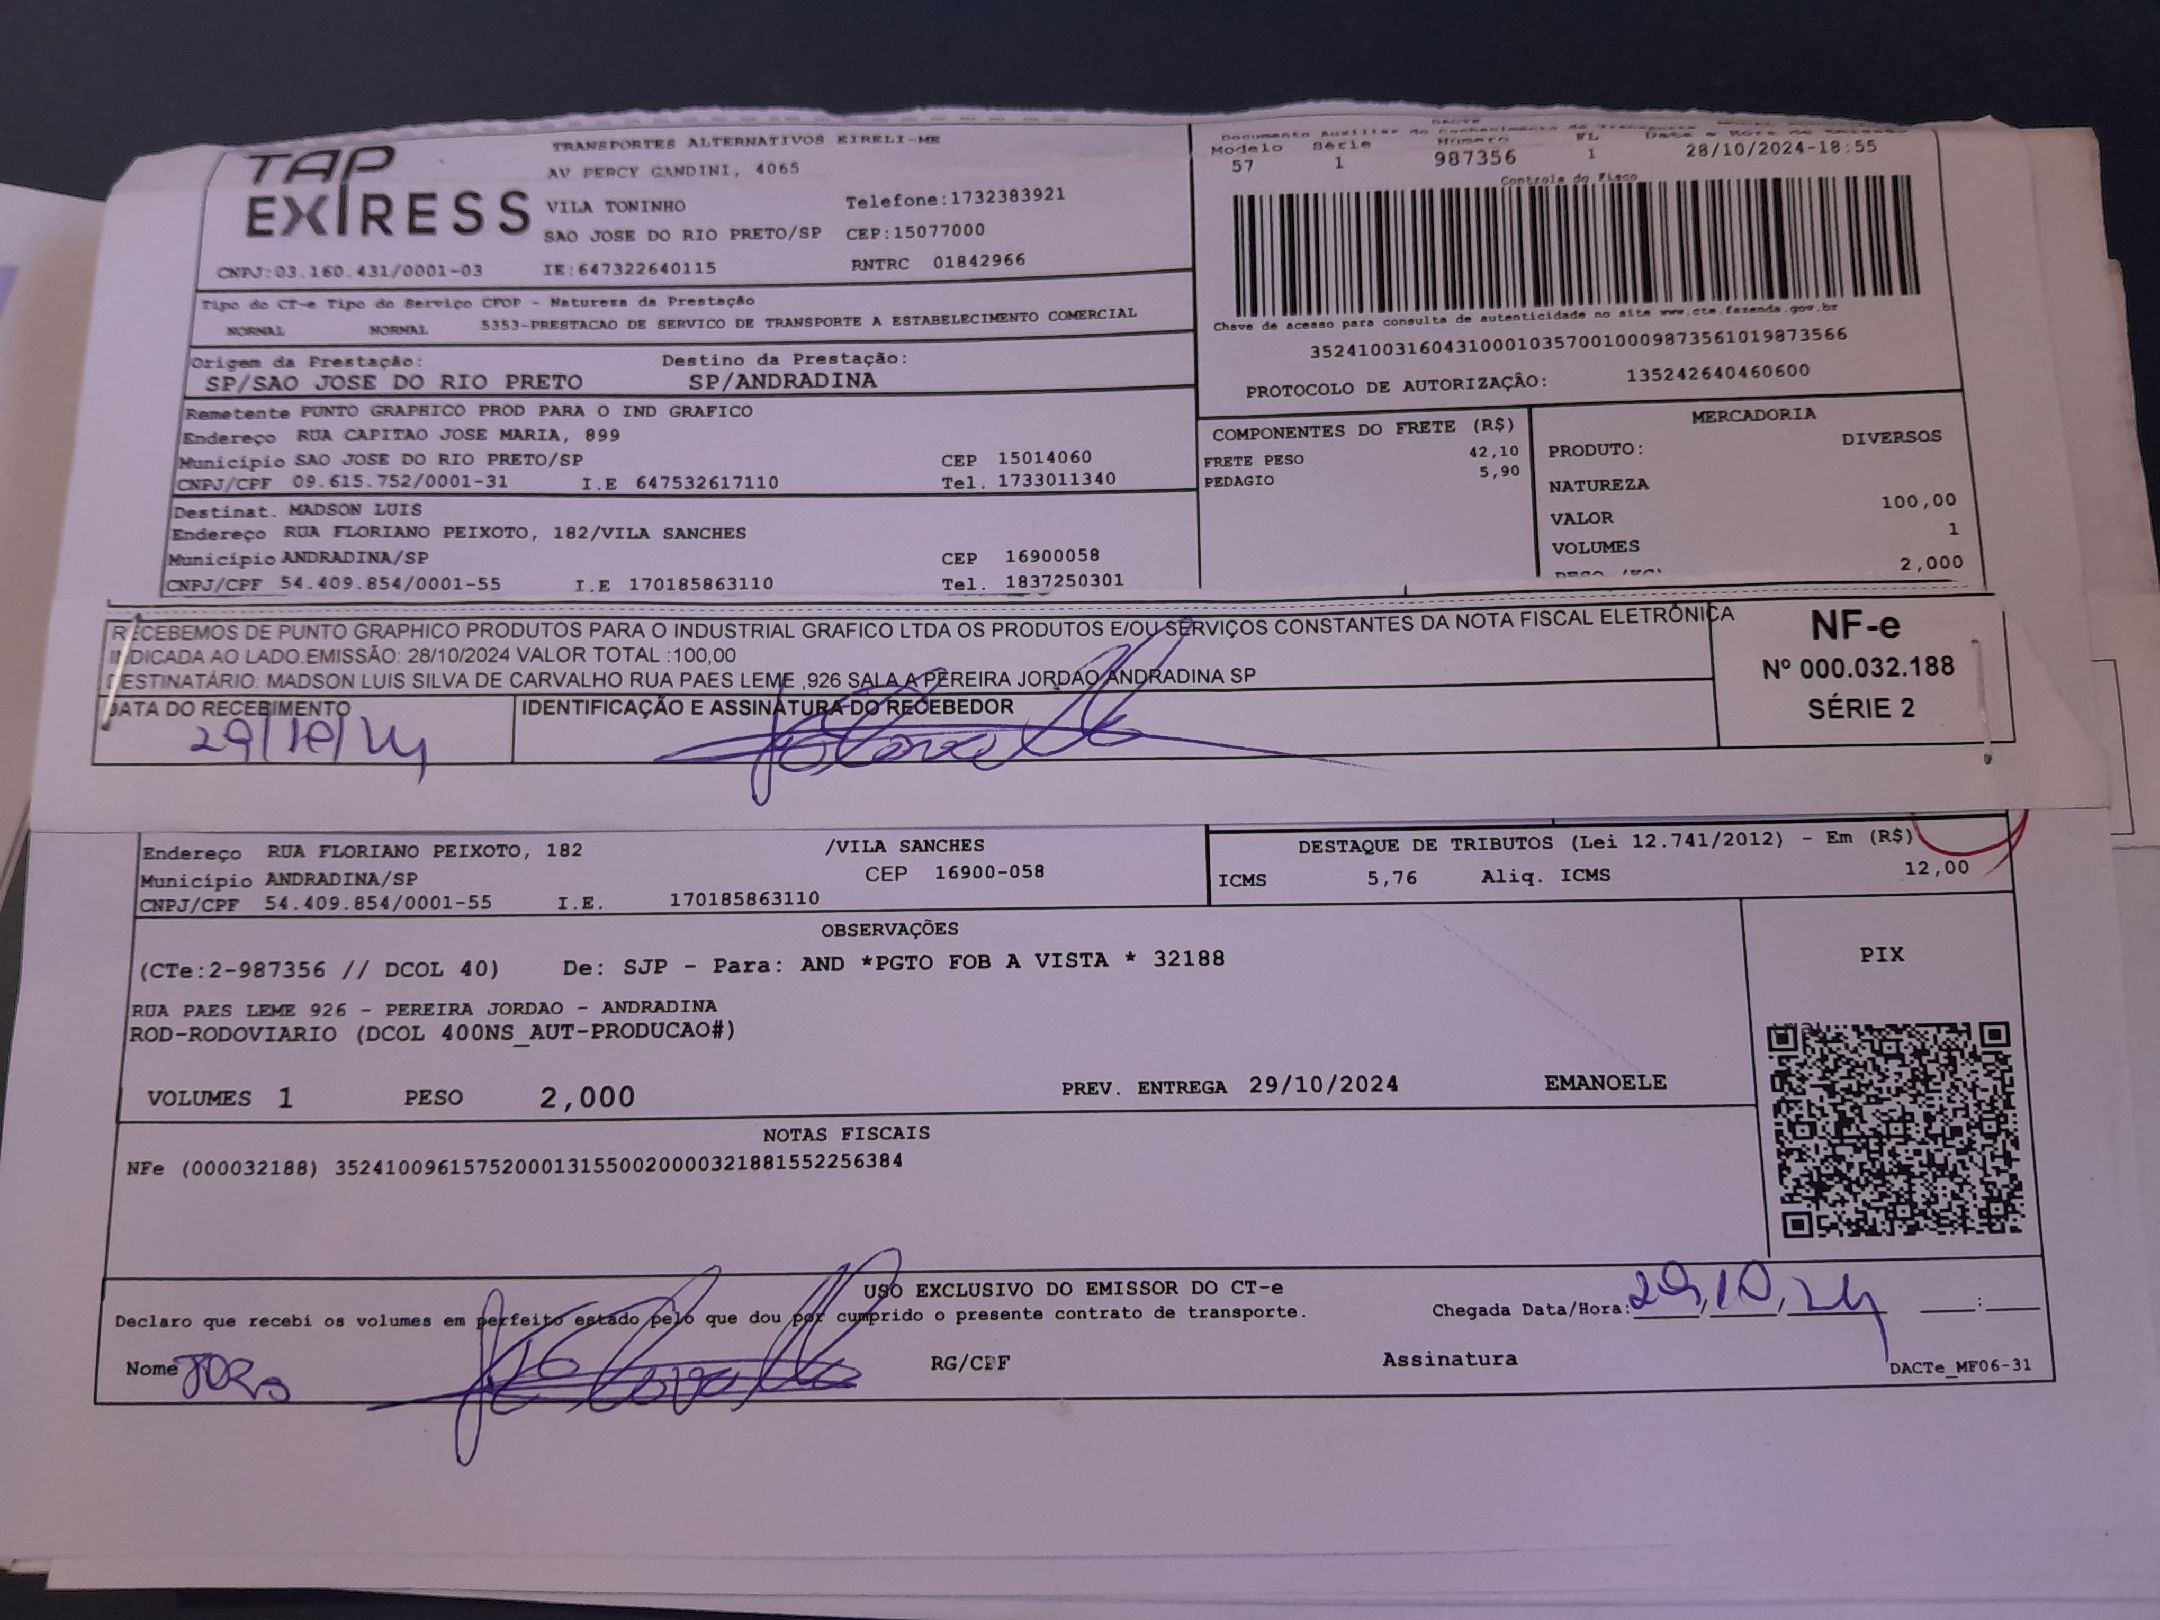 TAP
EXPRESS
TRANSPORTES ALTERNATIVOS EIRELI-ME
AV PERCY GANDINI, 4065
VILA TONINHO Telefone:1732383921
SAO JOSE DO RIO PRETO/SP CEP:15077000
CNPJ:03.160.431/0001-03 IE:647322640115 RNTRC 01842966
Documento Auxiliar do Conhecimento de Transporte
Modelo Série Número FL Data e Hora de Emissão
57 1 987356 1 28/10/2024-18:55
Controle do Fisco
Chave de acesso para consulta de autenticidade no site www.cte.fazenda.gov.br
35241003160431000103570010009873561019873566
PROTOCOLO DE AUTORIZAÇÃO: 135242640460600
Tipo do CT-e Tipo do Serviço CFOP - Natureza da Prestação
NORMAL NORMAL 5353-PRESTACAO DE SERVICO DE TRANSPORTE A ESTABELECIMENTO COMERCIAL
Origem da Prestação: Destino da Prestação:
SP/SAO JOSE DO RIO PRETO SP/ANDRADINA
Remetente PUNTO GRAPHICO PROD PARA O IND GRAFICO
Endereço RUA CAPITAO JOSE MARIA, 899
Município SAO JOSE DO RIO PRETO/SP CEP 15014060
CNPJ/CPF 09.615.752/0001-31 I.E 647532617110 Tel. 1733011340
Destinat. MADSON LUIS
Endereço RUA FLORIANO PEIXOTO, 182/VILA SANCHES
Município ANDRADINA/SP CEP 16900058
CNPJ/CPF 54.409.854/0001-55 I.E 170185863110 Tel. 1837250301
COMPONENTES DO FRETE (R$)
FRETE PESO 42,10
PEDAGIO 5,90
MERCADORIA
PRODUTO: DIVERSOS
NATUREZA
VALOR 100,00
VOLUMES 1
PESO (KG) 2,000
RECEBEMOS DE PUNTO GRAPHICO PRODUTOS PARA O INDUSTRIAL GRAFICO LTDA OS PRODUTOS E/OU SERVIÇOS CONSTANTES DA NOTA FISCAL ELETRÔNICA
INDICADA AO LADO.EMISSÃO: 28/10/2024 VALOR TOTAL :100,00
DESTINATÁRIO: MADSON LUIS SILVA DE CARVALHO RUA PAES LEME ,926 SALA A PEREIRA JORDAO ANDRADINA SP
DATA DO RECEBIMENTO IDENTIFICAÇÃO E ASSINATURA DO RECEBEDOR
29/10/24
NF-e
Nº 000.032.188
SÉRIE 2
Endereço RUA FLORIANO PEIXOTO, 182 /VILA SANCHES
Município ANDRADINA/SP CEP 16900-058
CNPJ/CPF 54.409.854/0001-55 I.E. 170185863110
DESTAQUE DE TRIBUTOS (Lei 12.741/2012) - Em (R$)
ICMS 5,76 Aliq. ICMS 12,00
OBSERVAÇÕES
(CTe:2-987356 // DCOL 40) De: SJP - Para: AND *PGTO FOB A VISTA * 32188
RUA PAES LEME 926 - PEREIRA JORDAO - ANDRADINA
ROD-RODOVIARIO (DCOL 400NS_AUT-PRODUCAO#)
VOLUMES 1 PESO 2,000 PREV. ENTREGA 29/10/2024 EMANOELE
PIX
NOTAS FISCAIS
NFe (000032188) 35241009615752000131550020000321881552256384
USO EXCLUSIVO DO EMISSOR DO CT-e
Declaro que recebi os volumes em perfeito estado pelo que dou por cumprido o presente contrato de transporte. Chegada Data/Hora: 29/10/24 __:__
Nome RG/CPF Assinatura
DACTe_MF06-31